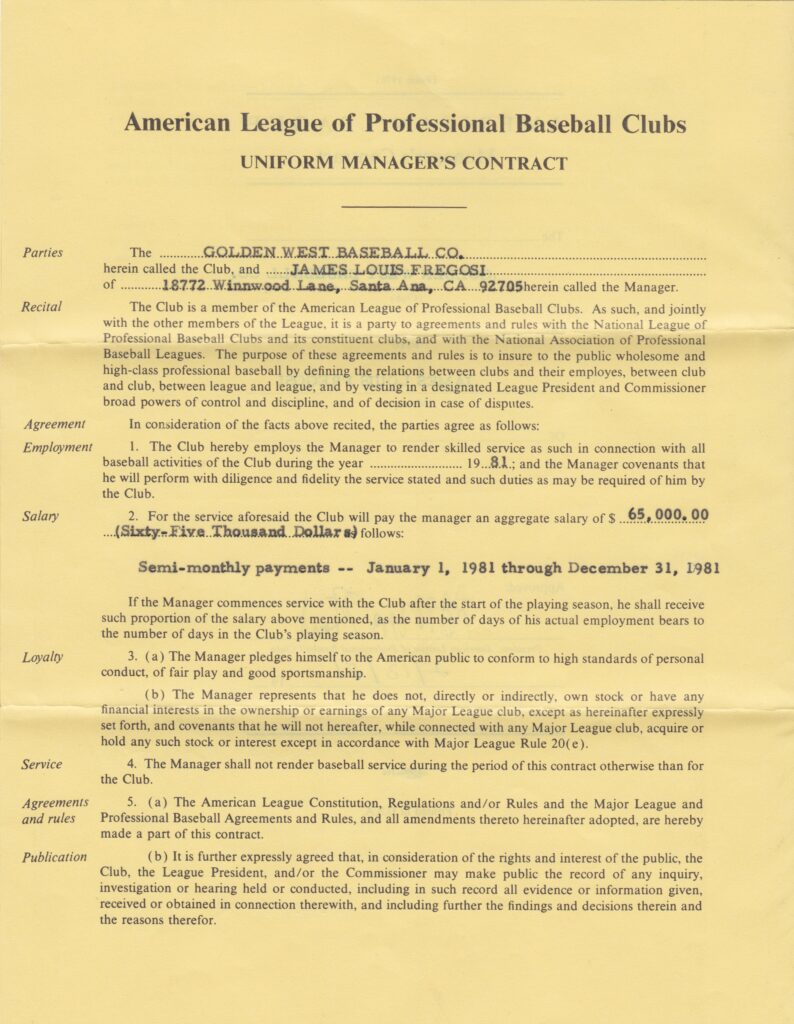 American League of Professional Baseball Clubs
UNIFORM MANAGER'S CONTRACT
Parties The ............GOLDEN WEST BASEBALL CO.............
herein called the Club, and ......JAMES LOUIS FREGOSI............
of ............18772 Winnwood Lane, Santa Ana, CA 92705 herein called the Manager.
Recital The Club is a member of the American League of Professional Baseball Clubs. As such, and jointly
with the other members of the League, it is a party to agreements and rules with the National League of
Professional Baseball Clubs and its constituent clubs, and with the National Association of Professional
Baseball Leagues. The purpose of these agreements and rules is to insure to the public wholesome and
high-class professional baseball by defining the relations between clubs and their employes, between club
and club, between league and league, and by vesting in a designated League President and Commissioner
broad powers of control and discipline, and of decision in case of disputes.
Agreement In consideration of the facts above recited, the parties agree as follows:
Employment 1. The Club hereby employs the Manager to render skilled service as such in connection with all
baseball activities of the Club during the year ........................ 19...81.; and the Manager covenants that
he will perform with diligence and fidelity the service stated and such duties as may be required of him by
the Club.
Salary 2. For the service aforesaid the Club will pay the manager an aggregate salary of $ ...65,000.00
...(Sixty-Five Thousand Dollars) follows:
Semi-monthly payments -- January 1, 1981 through December 31, 1981
If the Manager commences service with the Club after the start of the playing season, he shall receive
such proportion of the salary above mentioned, as the number of days of his actual employment bears to
the number of days in the Club's playing season.
Loyalty 3. (a) The Manager pledges himself to the American public to conform to high standards of personal
conduct, of fair play and good sportsmanship.
(b) The Manager represents that he does not, directly or indirectly, own stock or have any
financial interests in the ownership or earnings of any Major League club, except as hereinafter expressly
set forth, and covenants that he will not hereafter, while connected with any Major League club, acquire or
hold any such stock or interest except in accordance with Major League Rule 20(e).
Service 4. The Manager shall not render baseball service during the period of this contract otherwise than for
the Club.
Agreements 5. (a) The American League Constitution, Regulations and/or Rules and the Major League and
and rules Professional Baseball Agreements and Rules, and all amendments thereto hereinafter adopted, are hereby
made a part of this contract.
Publication (b) It is further expressly agreed that, in consideration of the rights and interest of the public, the
Club, the League President, and/or the Commissioner may make public the record of any inquiry,
investigation or hearing held or conducted, including in such record all evidence or information given,
received or obtained in connection therewith, and including further the findings and decisions therein and
the reasons therefor.